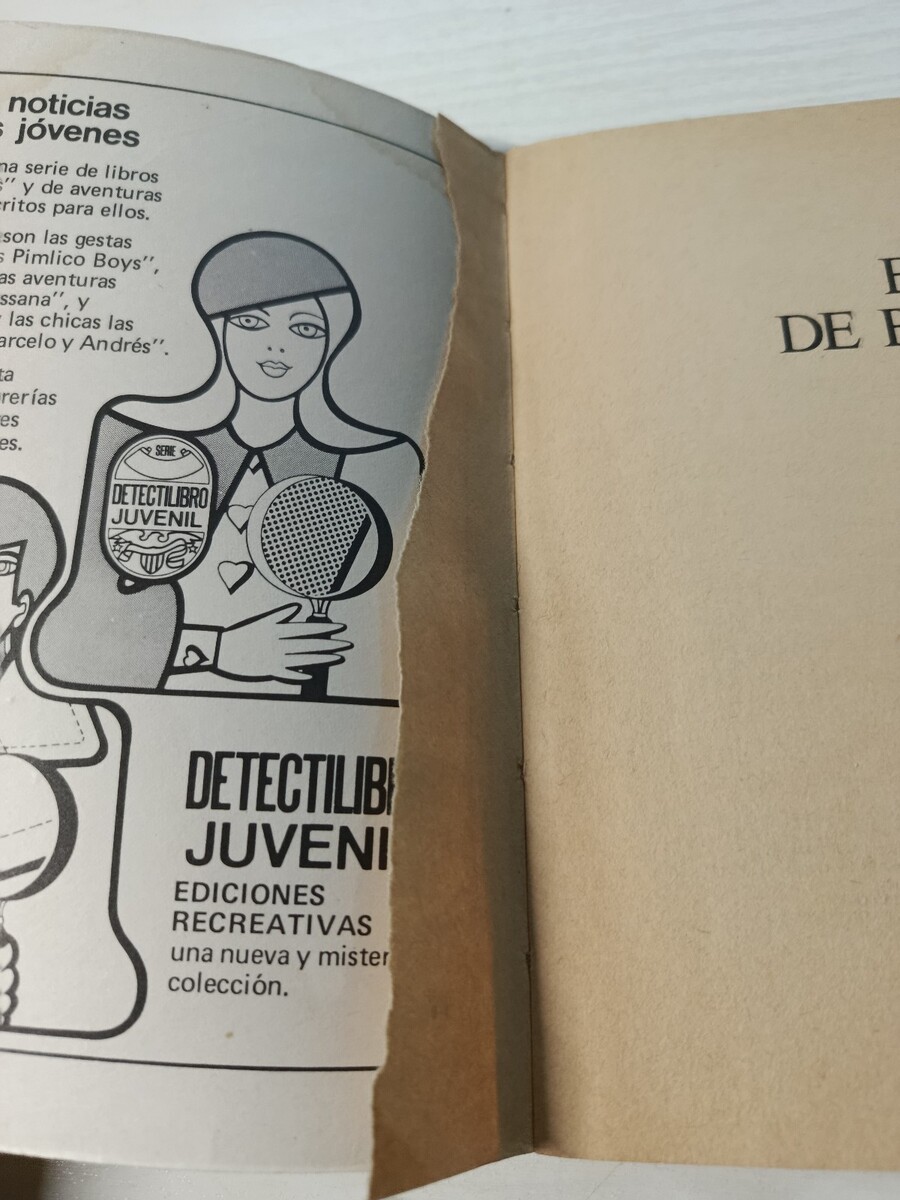 noticias
s jóvenes
na serie de libros
s" y de aventuras
critos para ellos.
son las gestas
s Pimlico Boys",
as aventuras
ssana", y
las chicas las
arcelo y Andrés".
ta
rerías
es
es.
SERIE
DETECTILIBRO
JUVENIL
DETECTILIB
JUVENI
EDICIONES
RECREATIVAS
una nueva y mister
colección.
DE